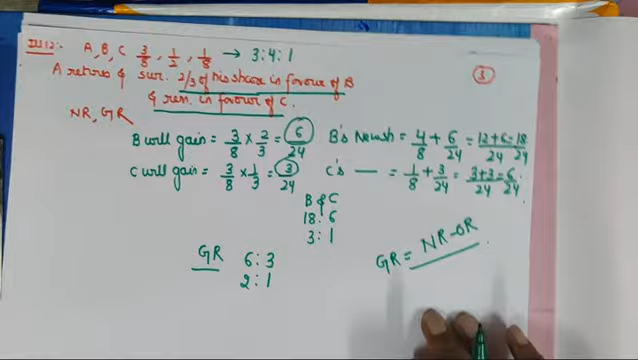 Ill 12:- A, B, C 3/8, 1/2, 1/8 → 3:4:1
A retires & sur. 2/3 of his share in favour of B
& rem. in favour of C.
③
NR, GR
B will gain = 3/8 × 2/3 = 6/24 B's New sh = 4/8 + 6/24 = 12+6/24 = 18/24
C will gain = 3/8 × 1/3 = 3/24 C's — = 1/8 + 3/24 = 3+3/24 = 6/24
B & C
18:6
3:1
GR 6:3
2:1
GR = NR-OR